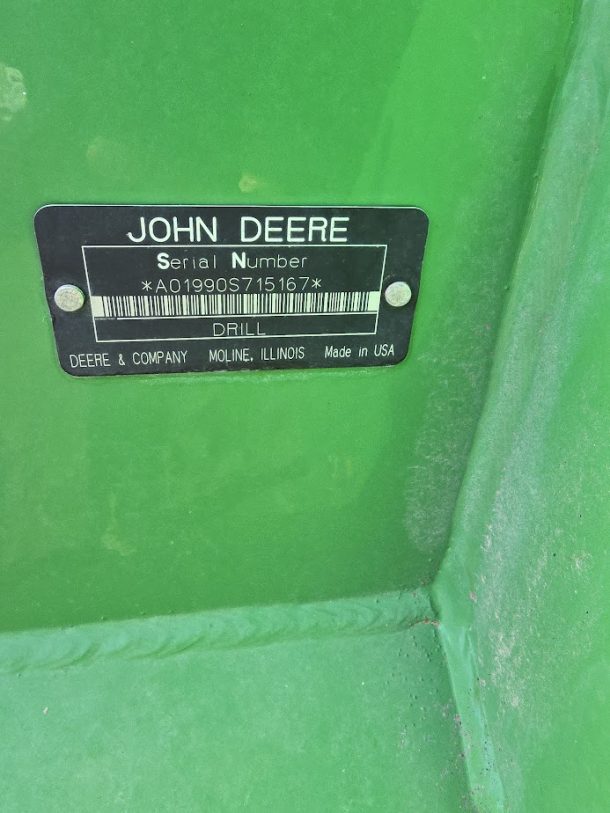 JOHN DEERE
Serial Number
*A01990S715167*
DRILL
DEERE & COMPANY MOLINE, ILLINOIS Made in USA